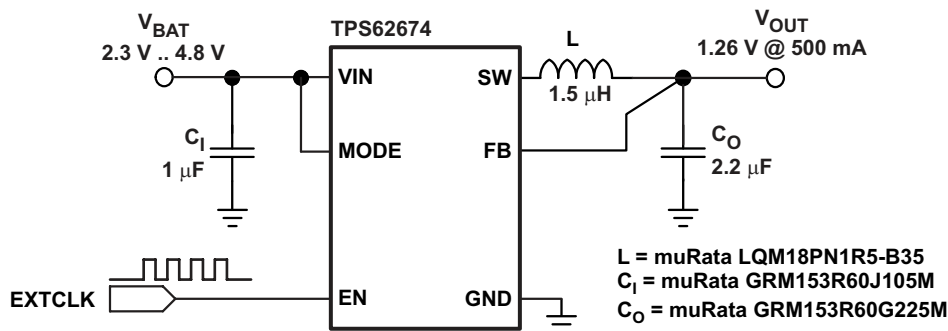 V_BAT
2.3 V .. 4.8 V
TPS62674
L
V_OUT
1.26 V @ 500 mA
VIN
SW
1.5 μH
C_I
1 μF
MODE
FB
C_O
2.2 μF
L = muRata LQM18PN1R5-B35
C_I = muRata GRM153R60J105M
C_O = muRata GRM153R60G225M
EXTCLK
EN
GND